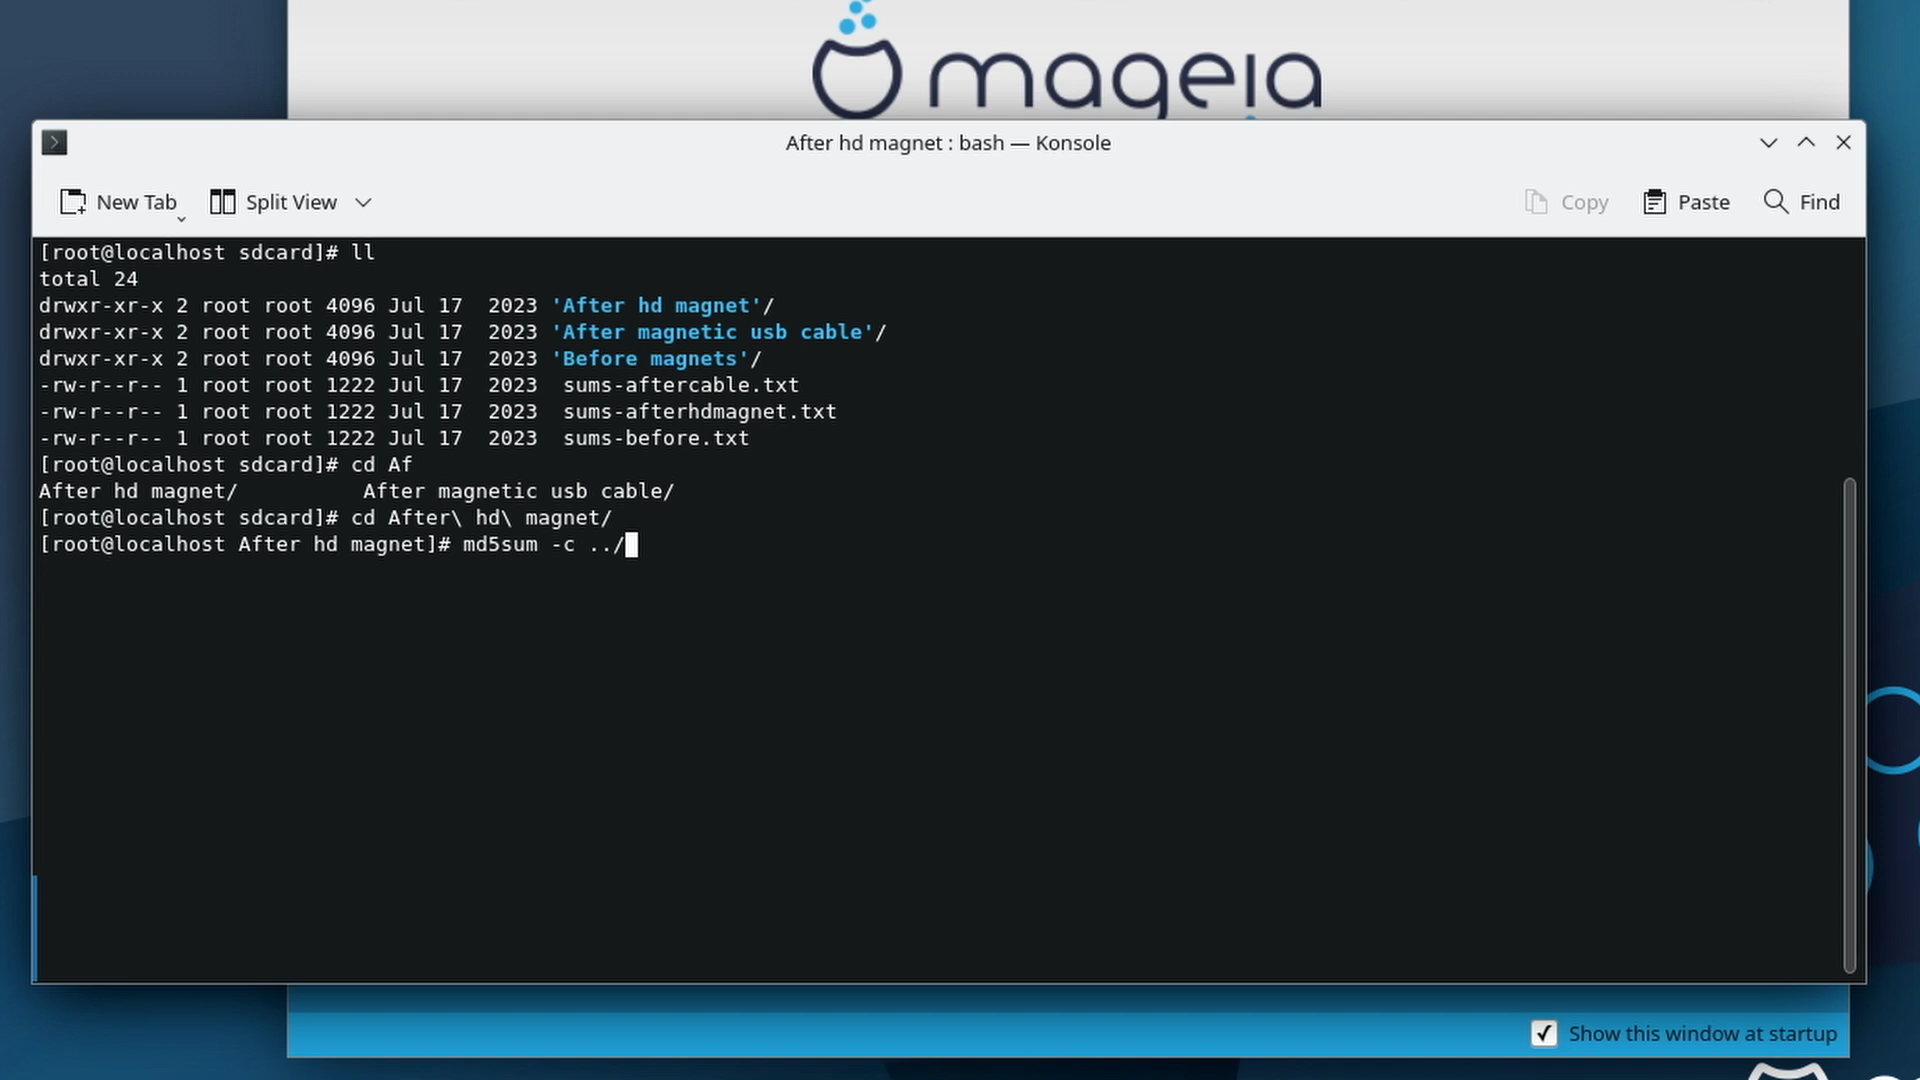 mageia
After hd magnet : bash — Konsole
New Tab Split View Copy Paste Find
[root@localhost sdcard]# ll
total 24
drwxr-xr-x 2 root root 4096 Jul 17  2023 'After hd magnet'/
drwxr-xr-x 2 root root 4096 Jul 17  2023 'After magnetic usb cable'/
drwxr-xr-x 2 root root 4096 Jul 17  2023 'Before magnets'/
-rw-r--r-- 1 root root 1222 Jul 17  2023  sums-aftercable.txt
-rw-r--r-- 1 root root 1222 Jul 17  2023  sums-afterhdmagnet.txt
-rw-r--r-- 1 root root 1222 Jul 17  2023  sums-before.txt
[root@localhost sdcard]# cd Af
After hd magnet/          After magnetic usb cable/
[root@localhost sdcard]# cd After\ hd\ magnet/
[root@localhost After hd magnet]# md5sum -c ../
Show this window at startup